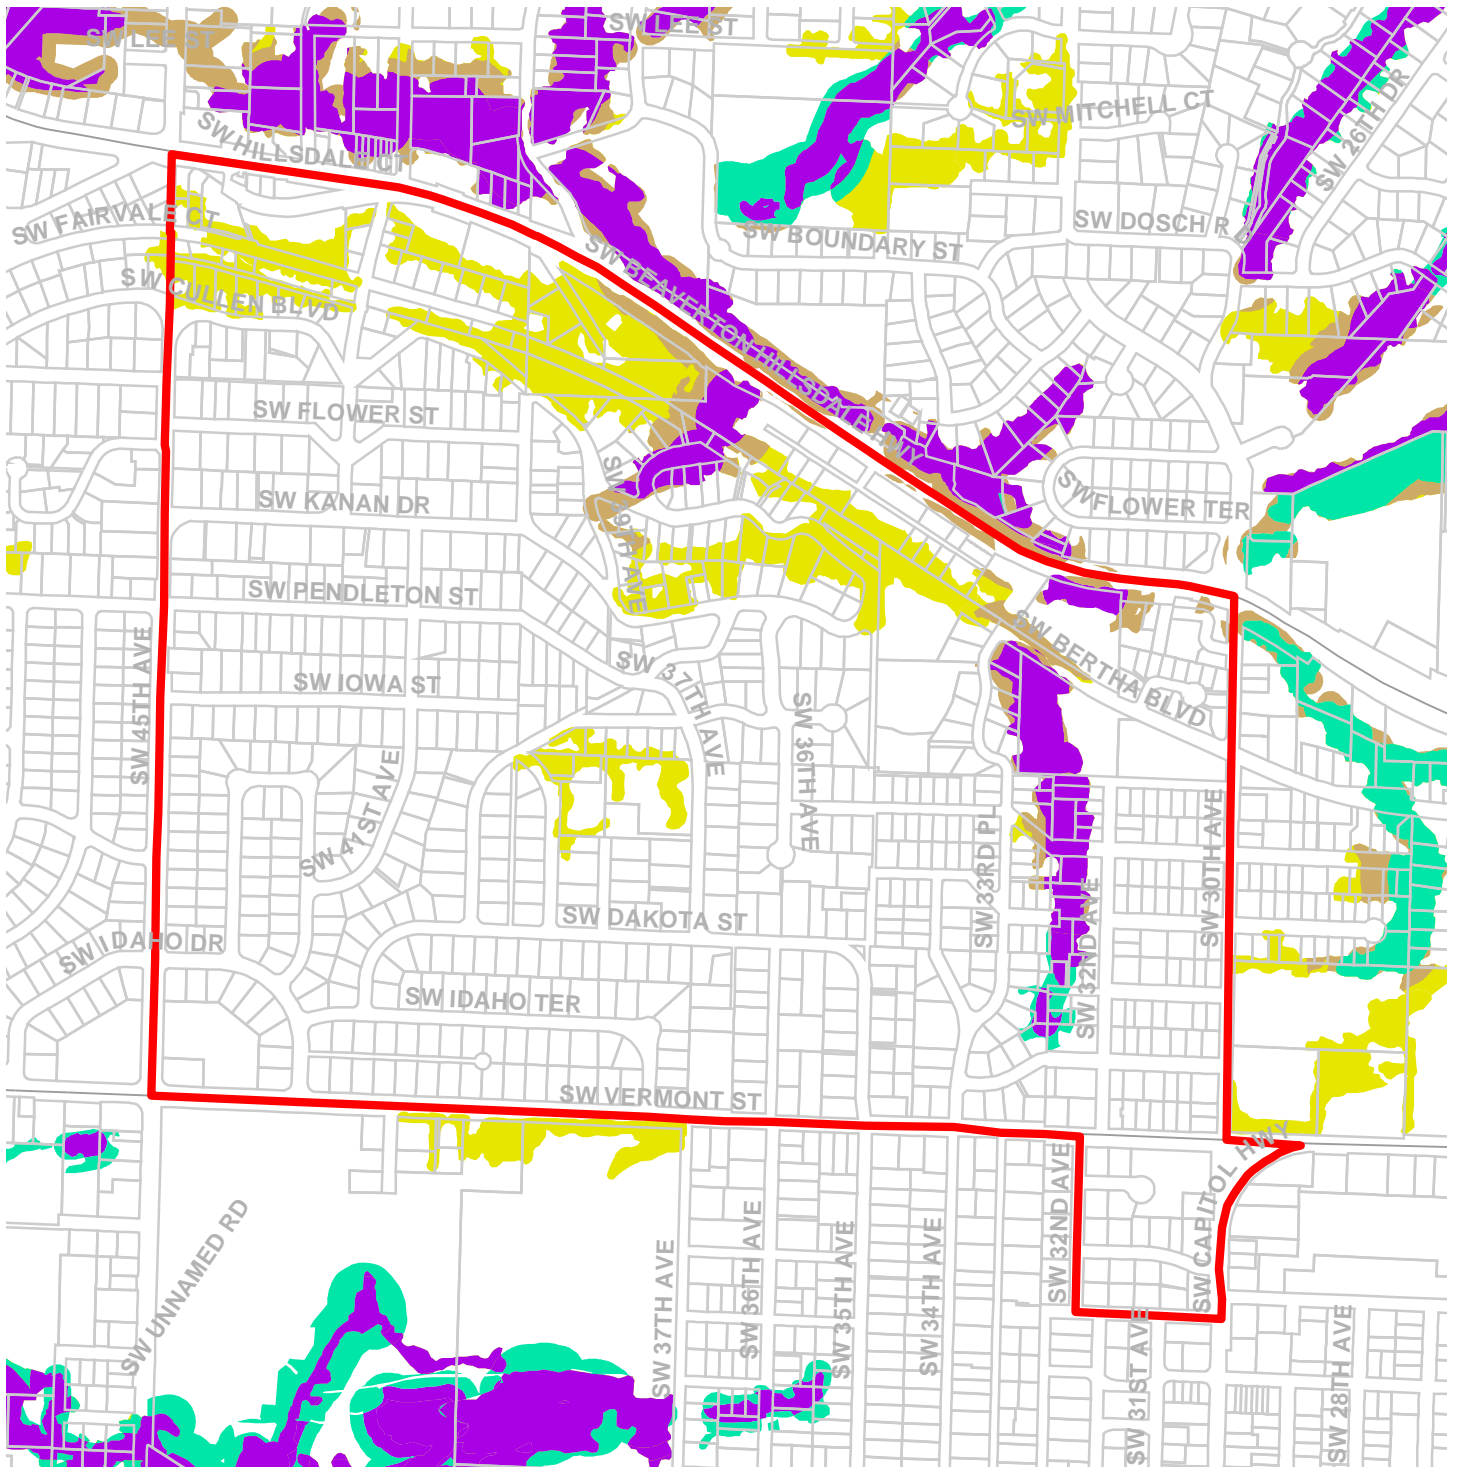 SW LEE ST
SW LEE ST
SW HILLSDALE CT
SW MITCHELL CT
SW 26TH DR
SW FAIRVALE CT
SW DOSCH R
SW BOUNDARY ST
SW CULLEN BLVD
SW BEAVERTON HILLSDALE HWY
SW FLOWER ST
SW KANAN DR
SW 39TH AVE
SW FLOWER TER
SW PENDLETON ST
SW BERTHA BLVD
SW IOWA ST
SW 37TH AVE
SW 45TH AVE
SW 36TH AVE
SW 41ST AVE
SW 33RD PL
SW 30TH AVE
SW DAKOTA ST
SW 32ND AVE
SW IDAHO DR
SW IDAHO TER
SW VERMONT ST
SW CAPITOL HWY
SW UNNAMED RD
SW 37TH AVE
SW 36TH AVE
SW 35TH AVE
SW 34TH AVE
SW 32ND AVE
SW 31ST AVE
SW 28TH AVE